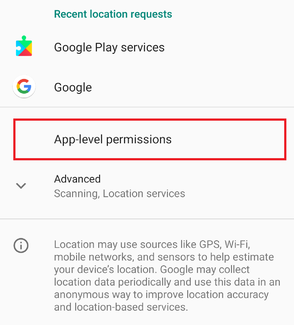 Recent location requests
Google Play services
Google
App-level permissions
Advanced
Scanning, Location services
Location may use sources like GPS, Wi-Fi,
mobile networks, and sensors to help estimate
your device's location. Google may collect
location data periodically and use this data in an
anonymous way to improve location accuracy
and location-based services.